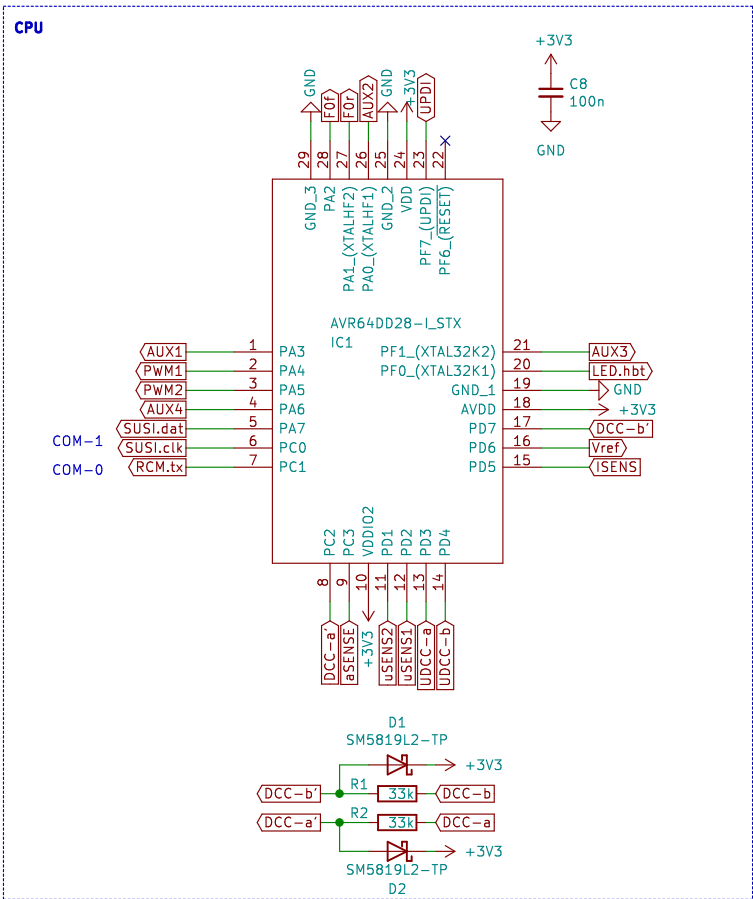 CPU
+3V3
C8
100n
GND
GND
F0f
F0r
AUX2
GND
+3V3
UPDI
29
28
27
26
25
24
23
22
GND_3
PA2
PA1_(XTALHF2)
PA0_(XTALHF1)
GND_2
VDD
PF7_(UPDI)
PF6_(RESET)
AVR64DD28-I_STX
IC1
AUX1 1 PA3
PWM1 2 PA4
PWM2 3 PA5
AUX4 4 PA6
SUSI.dat 5 PA7
COM-1 SUSI.clk 6 PC0
COM-0 RCM.tx 7 PC1
PF1_(XTAL32K2) 21 AUX3
PF0_(XTAL32K1) 20 LED.hbt
GND_1 19 GND
AVDD 18 +3V3
PD7 17 DCC-b'
PD6 16 Vref
PD5 15 ISENS
PC2
PC3
VDDIO2
PD1
PD2
PD3
PD4
8
9
10
11
12
13
14
DCC-a'
aSENSE
+3V3
uSENS2
uSENS1
UDCC-a
UDCC-b
D1
SM5819L2-TP
+3V3
R1
DCC-b' 33k DCC-b
R2
DCC-a' 33k DCC-a
+3V3
SM5819L2-TP
D2